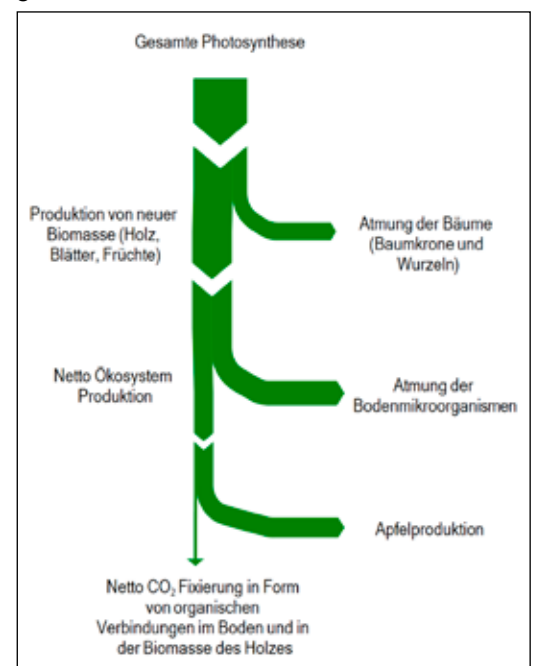 Gesamte Photosynthese
Produktion von neuer
Biomasse (Holz,
Blätter, Früchte)
Atmung der Bäume
(Baumkrone und
Wurzeln)
Netto Ökosystem
Produktion
Atmung der
Bodenmikroorganismen
Apfelproduktion
Netto CO₂ Fixierung in Form
von organischen
Verbindungen im Boden und in
der Biomasse des Holzes